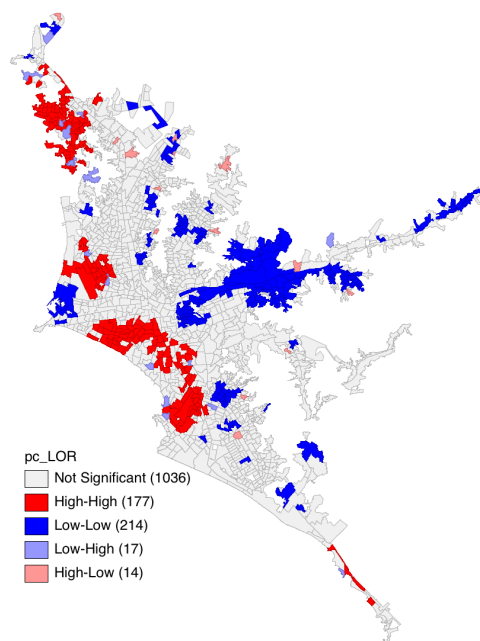 pc_LOR
Not Significant (1036)
High-High (177)
Low-Low (214)
Low-High (17)
High-Low (14)